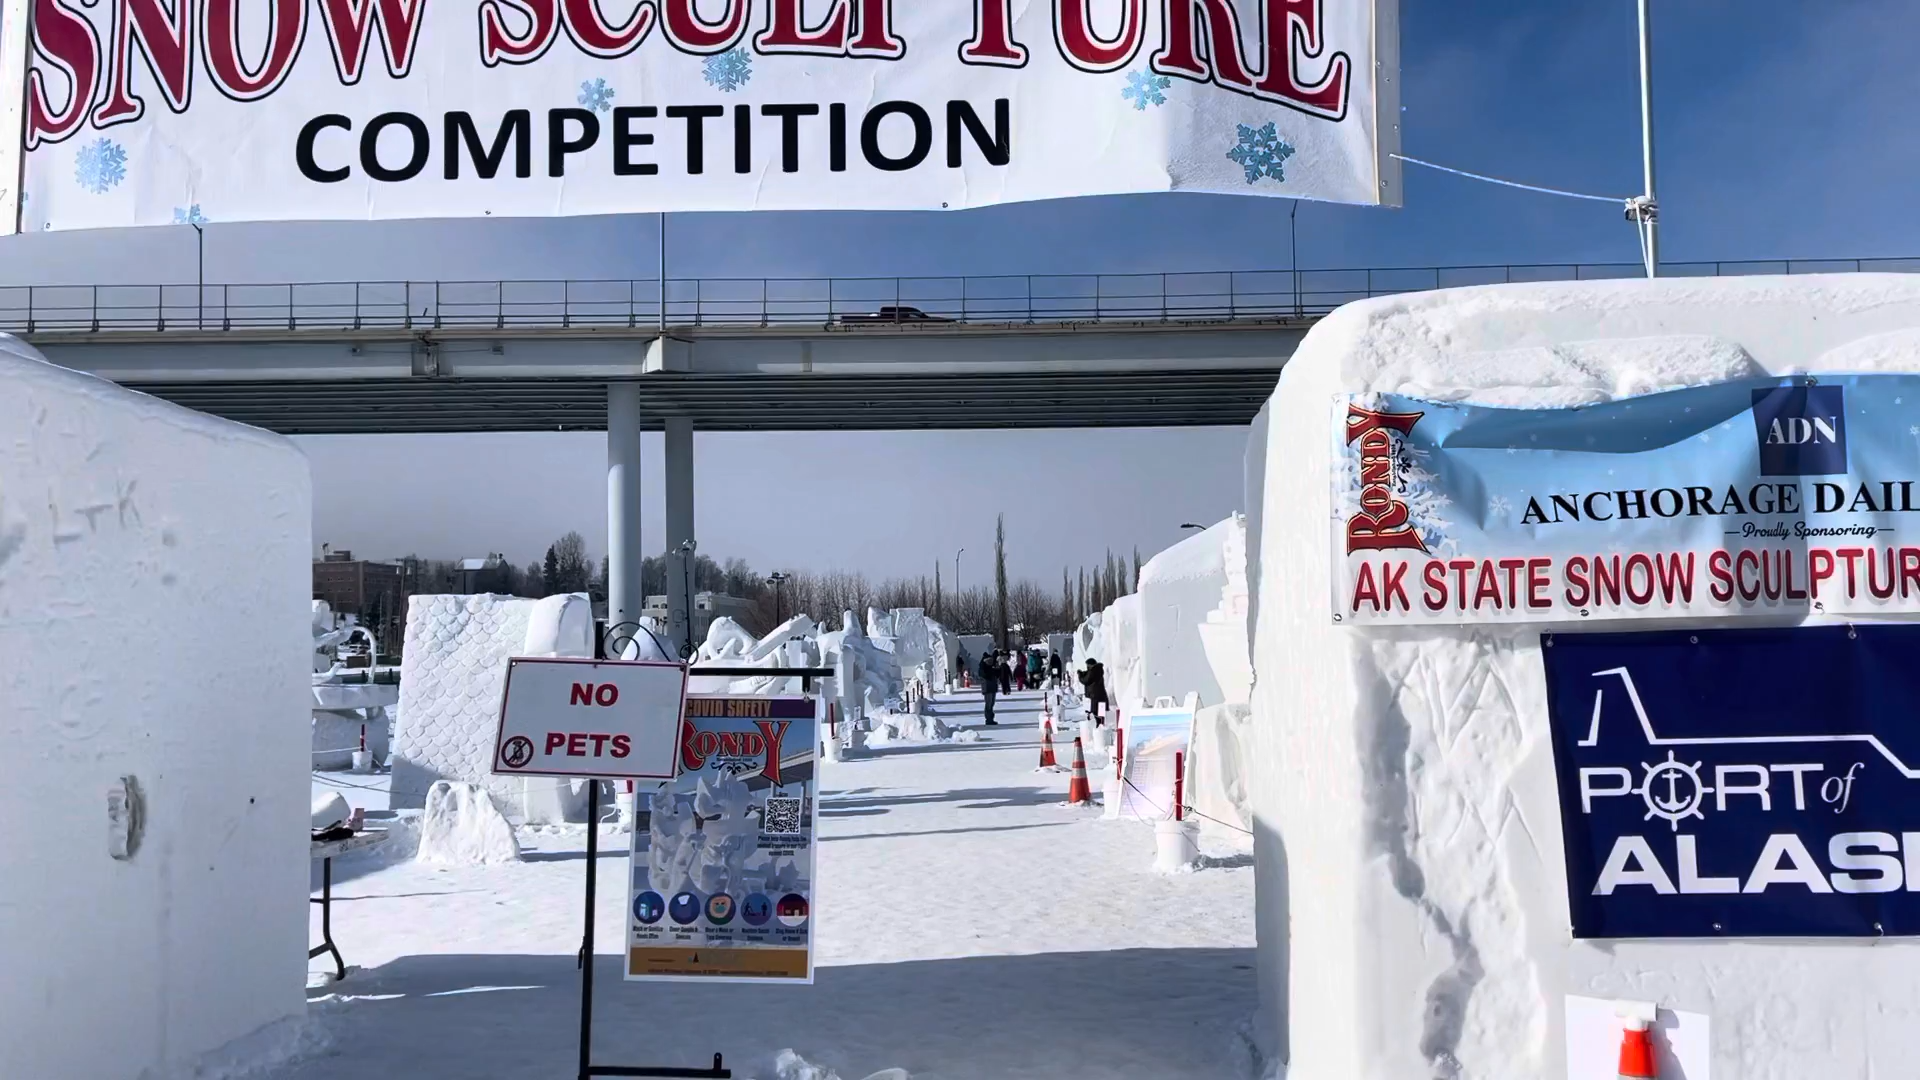 SNOW SCULPTURE
COMPETITION
RONDY
ADN
ANCHORAGE DAIL
Proudly Sponsoring
AK STATE SNOW SCULPTUR
PORT of
ALAS
NO
PETS
COVID SAFETY
RONDY